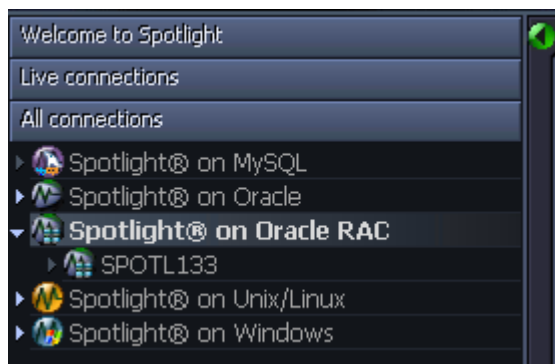 Welcome to Spotlight
Live connections
All connections
Spotlight® on MySQL
Spotlight® on Oracle
Spotlight® on Oracle RAC
SPOTL133
Spotlight® on Unix/Linux
Spotlight® on Windows